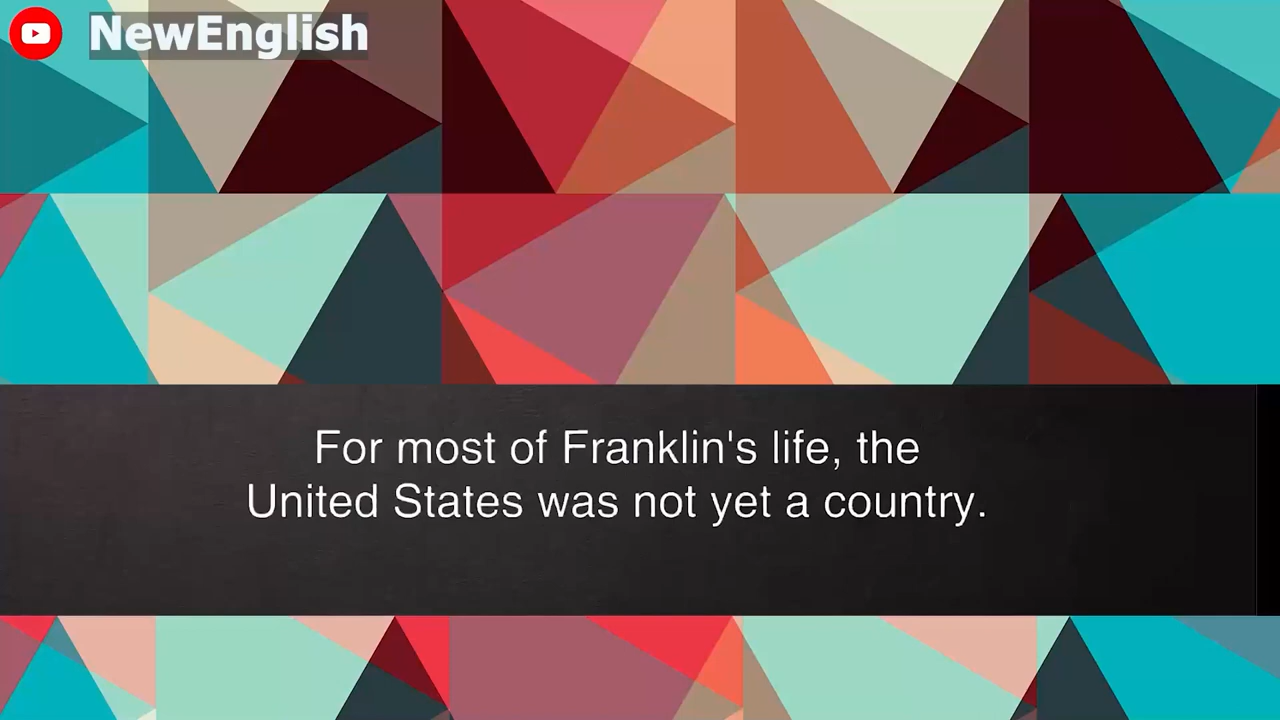 NewEnglish
For most of Franklin's life, the
United States was not yet a country.